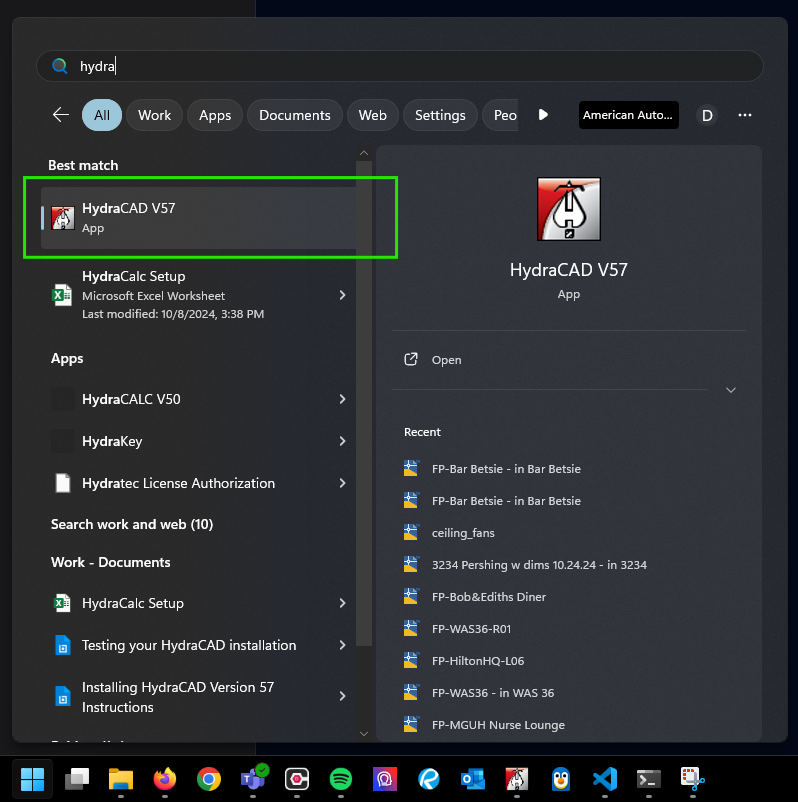 hydra
All
Work
Apps
Documents
Web
Settings
Peo
American Auto...
D
Best match
HydraCAD V57
App
HydraCalc Setup
Microsoft Excel Worksheet
Last modified: 10/8/2024, 3:38 PM
Apps
HydraCALC V50
HydraKey
Hydratec License Authorization
Search work and web (10)
Work - Documents
HydraCalc Setup
Testing your HydraCAD installation
Installing HydraCAD Version 57
Instructions
HydraCAD V57
App
Open
Recent
FP-Bar Betsie - in Bar Betsie
FP-Bar Betsie - in Bar Betsie
ceiling_fans
3234 Pershing w dims 10.24.24 - in 3234
FP-Bob&Ediths Diner
FP-WAS36-R01
FP-HiltonHQ-L06
FP-WAS36 - in WAS 36
FP-MGUH Nurse Lounge